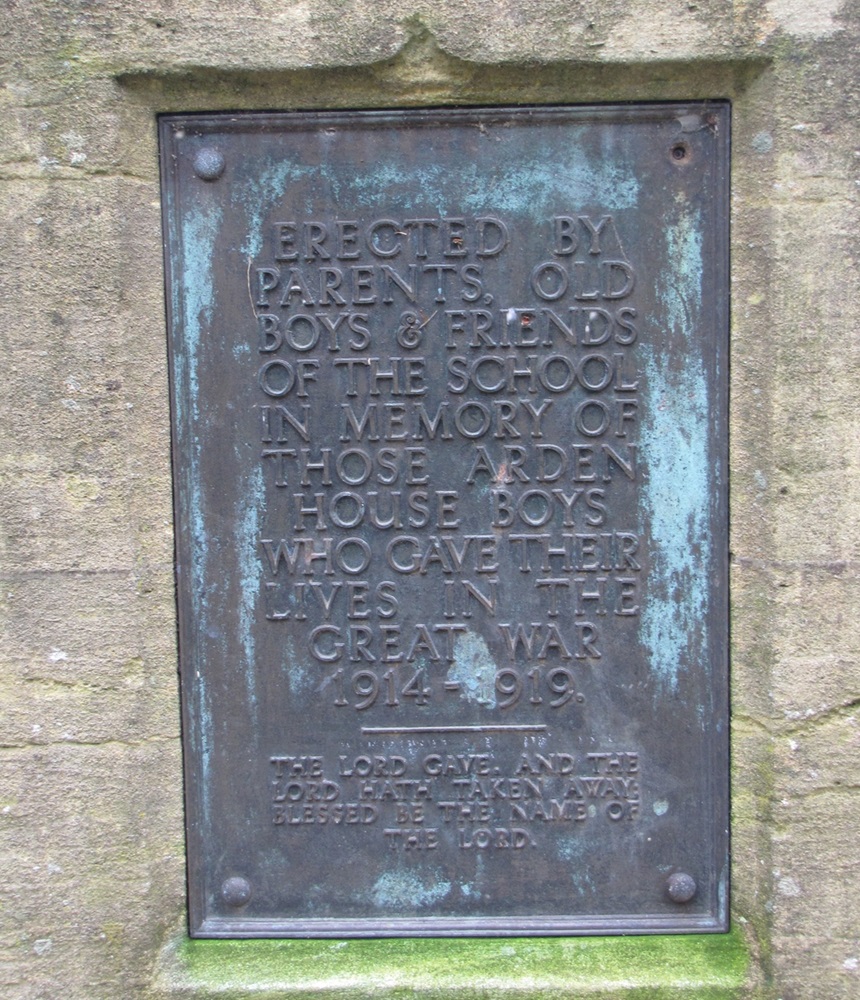 ERECTED BY
PARENTS, OLD
BOYS & FRIENDS
OF THE SCHOOL
IN MEMORY OF
THOSE ARDEN
HOUSE BOYS
WHO GAVE THEIR
LIVES IN THE
GREAT WAR
1914-1919.
THE LORD GAVE. AND THE
LORD HATH TAKEN AWAY:
BLESSED BE THE NAME OF
THE LORD.